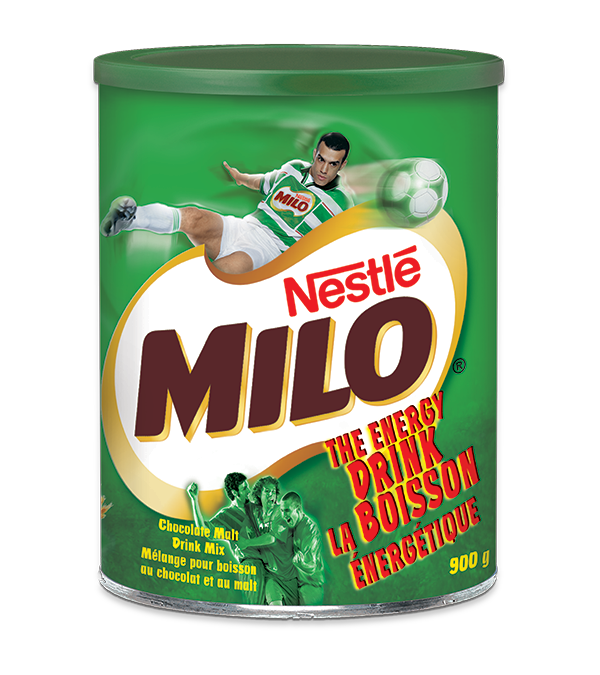 MILO
Nestlé
MILO
®
THE ENERGY
DRINK
LA BOISSON
ÉNERGÉTIQUE
Chocolate Malt
Drink Mix
Mélange pour boisson
au chocolat et au malt
900 g